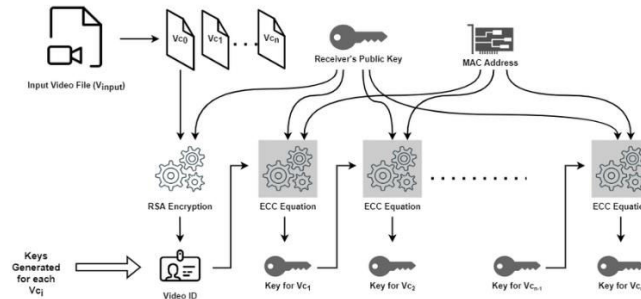 Vc0 Vc1 Vcn
Input Video File (Vinput)
Receiver's Public Key
MAC Address
RSA Encryption
ECC Equation
ECC Equation
ECC Equation
Keys
Generated
for each
Vci
Video ID
Key for Vc1
Key for Vc2
Key for Vcn-1